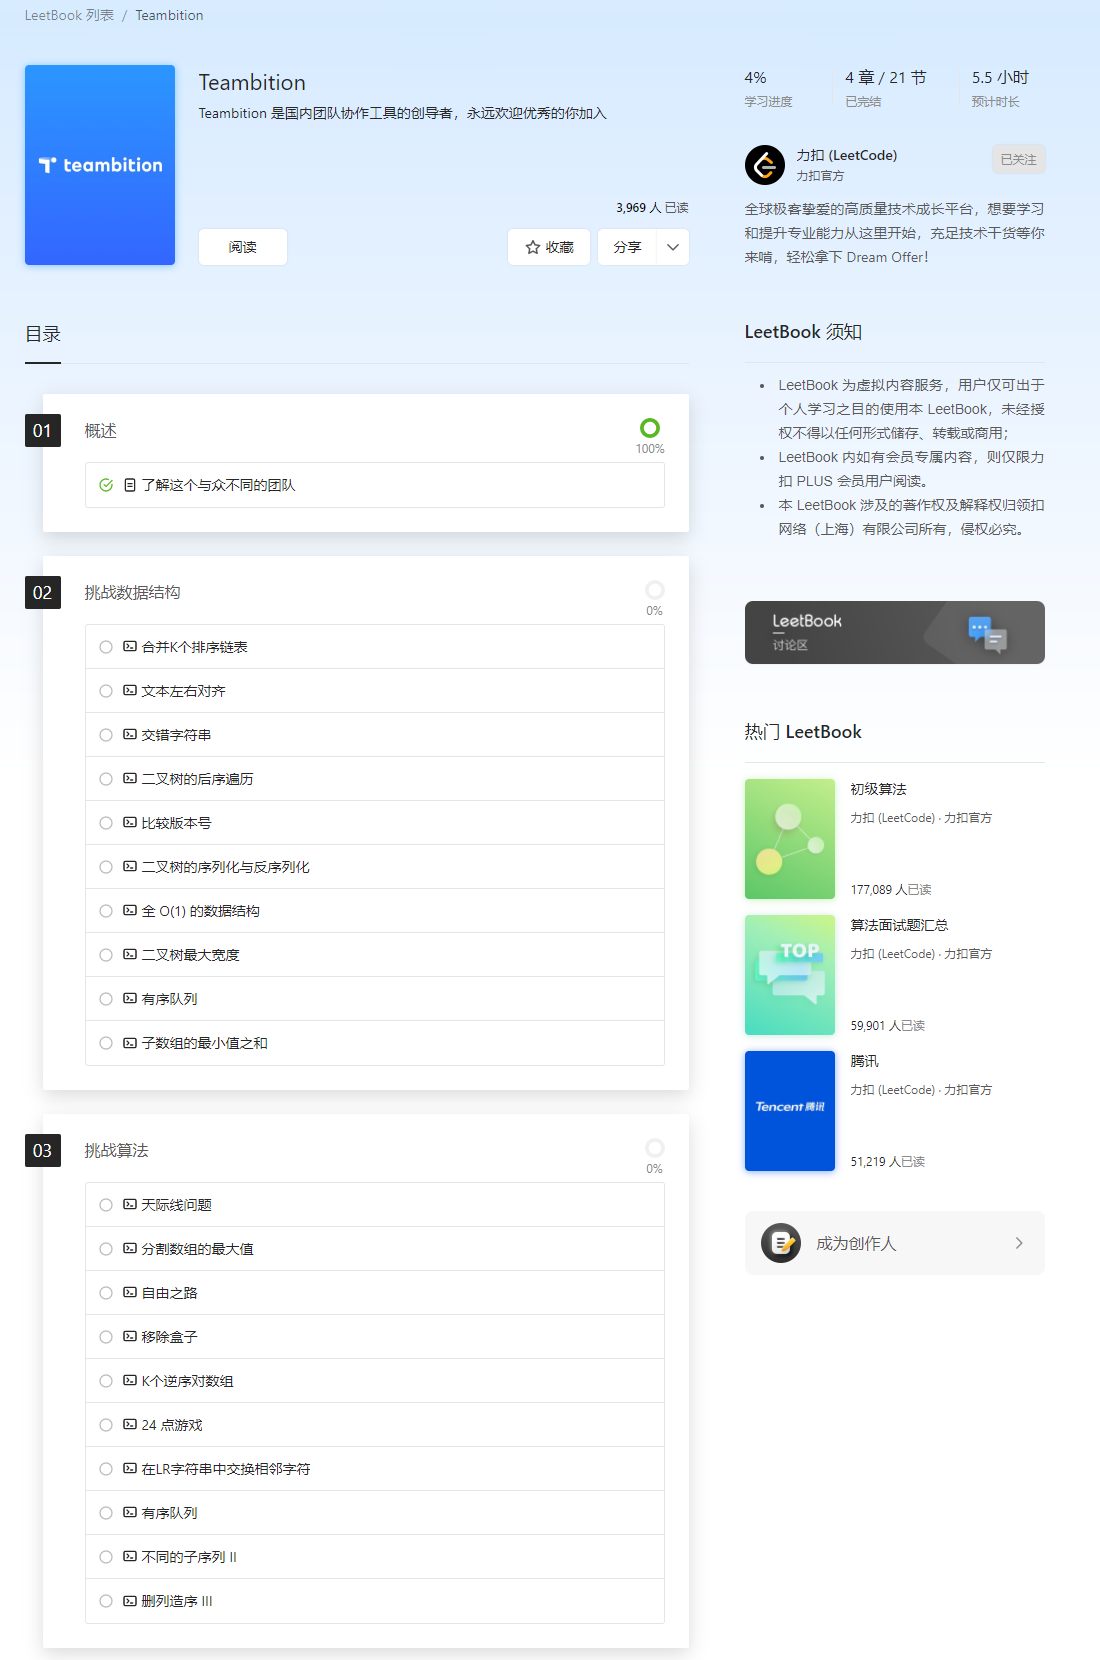 LeetBook 列表 / Teambition
teambition
Teambition
Teambition 是国内团队协作工具的创导者，永远欢迎优秀的你加入
3,969 人 已读
阅读
收藏
分享
4%
学习进度
4 章 / 21 节
已完结
5.5 小时
预计时长
力扣 (LeetCode)
力扣官方
已关注
全球极客挚爱的高质量技术成长平台，想要学习
和提升专业能力从这里开始，充足技术干货等你
来啃，轻松拿下 Dream Offer！
目录
01
概述
100%
了解这个与众不同的团队
02
挑战数据结构
0%
合并K个排序链表
文本左右对齐
交错字符串
二叉树的后序遍历
比较版本号
二叉树的序列化与反序列化
全 O(1) 的数据结构
二叉树最大宽度
有序队列
子数组的最小值之和
03
挑战算法
0%
天际线问题
分割数组的最大值
自由之路
移除盒子
K个逆序对数组
24 点游戏
在LR字符串中交换相邻字符
有序队列
不同的子序列 II
删列造序 III
LeetBook 须知
LeetBook 为虚拟内容服务，用户仅可出于
个人学习之目的使用本 LeetBook，未经授
权不得以任何形式储存、转载或商用；
LeetBook 内如有会员专属内容，则仅限力
扣 PLUS 会员用户阅读。
本 LeetBook 涉及的著作权及解释权归领扣
网络（上海）有限公司所有，侵权必究。
LeetBook
讨论区
热门 LeetBook
初级算法
力扣 (LeetCode) · 力扣官方
177,089 人已读
TOP
算法面试题汇总
力扣 (LeetCode) · 力扣官方
59,901 人已读
Tencent 腾讯
腾讯
力扣 (LeetCode) · 力扣官方
51,219 人已读
成为创作人